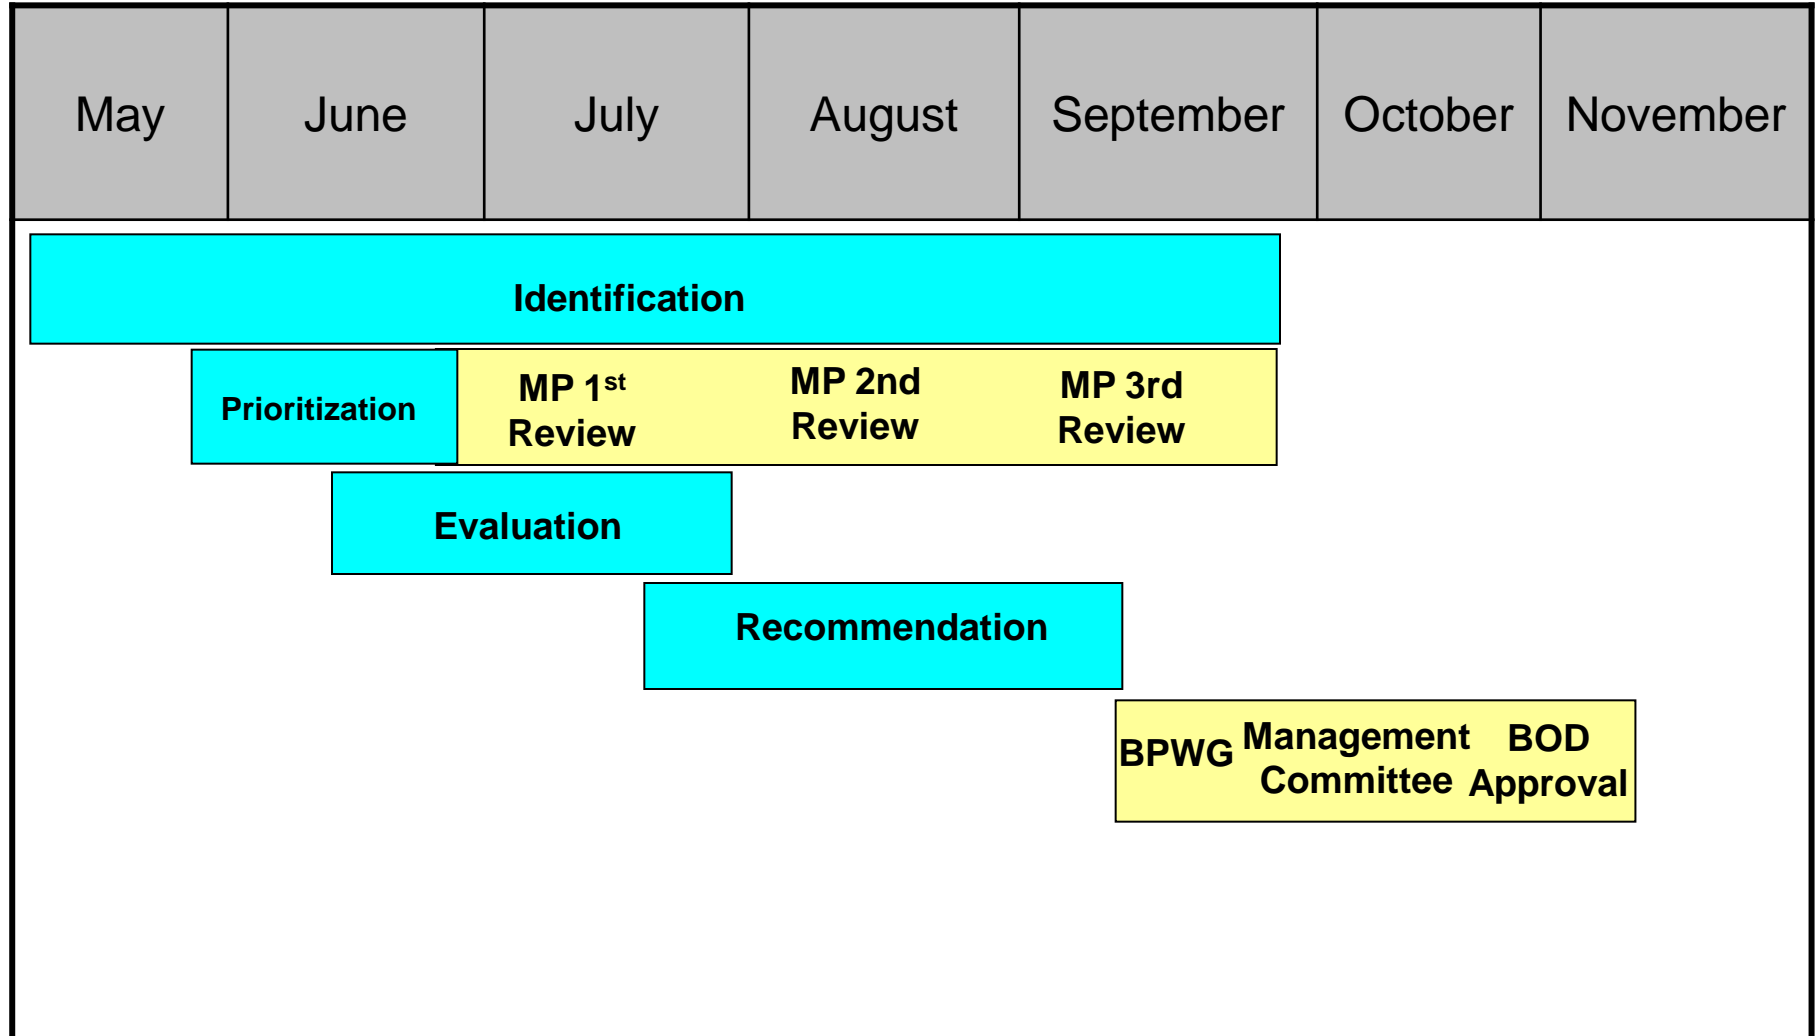 May June July August September October November
Identification
Prioritization
MP 1st
Review
MP 2nd
Review
MP 3rd
Review
Evaluation
Recommendation
BPWG
Management
Committee
BOD
Approval